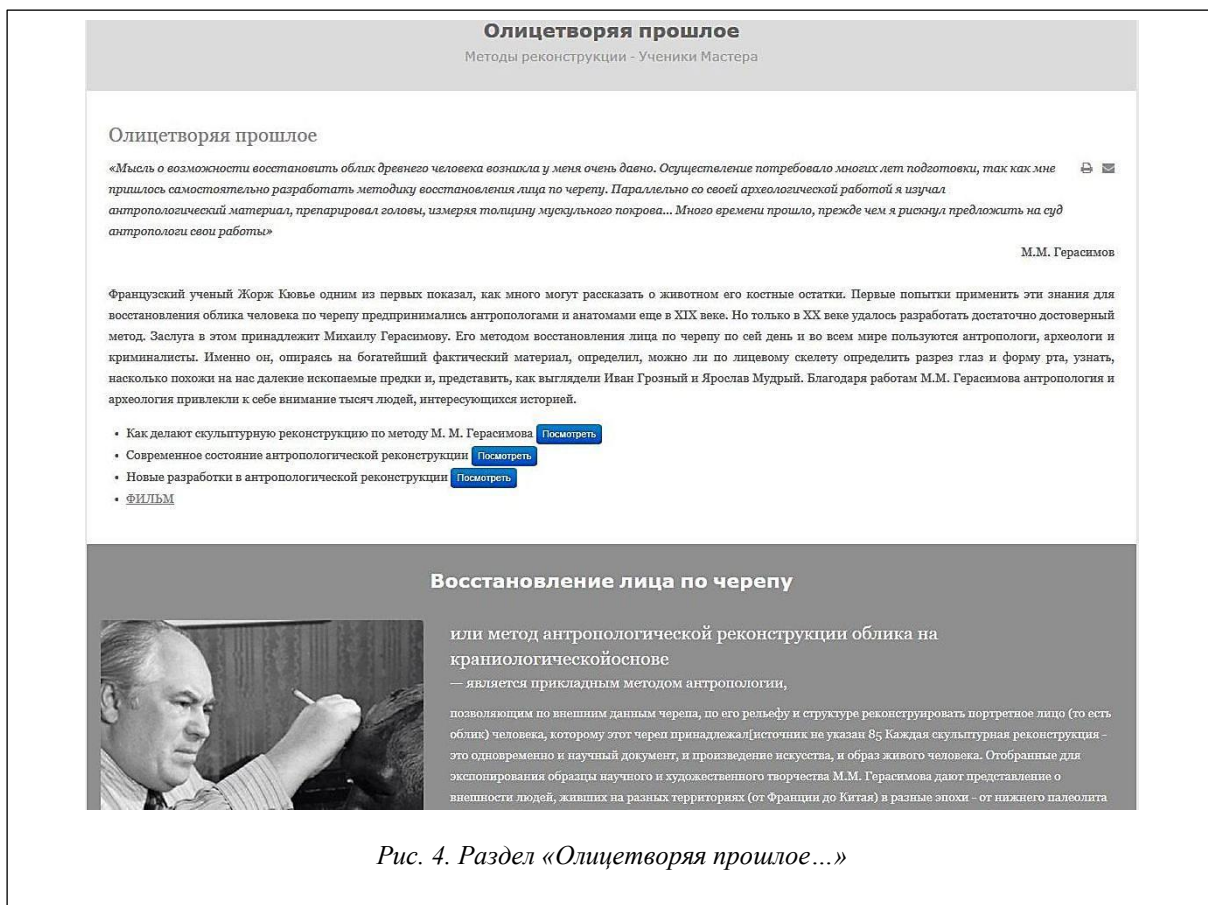 Олицетворяя прошлое
Методы реконструкции - Ученики Мастера
Олицетворяя прошлое
«Мысль о возможности восстановить облик древнего человека возникла у меня очень давно. Осуществление потребовало многих лет подготовки, так как мне
пришлось самостоятельно разработать методику восстановления лица по черепу. Параллельно со своей археологической работой я изучал
антропологический материал, препарировал головы, измеряя толщину мускульного покрова... Много времени прошло, прежде чем я рискнул предложить на суд
антропологи свои работы»
М.М. Герасимов
Французский ученый Жорж Кювье одним из первых показал, как много могут рассказать о животном его костные остатки. Первые попытки применить эти знания для
восстановления облика человека по черепу предпринимались антропологами и анатомами еще в XIX веке. Но только в XX веке удалось разработать достаточно достоверный
метод. Заслуга в этом принадлежит Михаилу Герасимову. Его методом восстановления лица по черепу по сей день и во всем мире пользуются антропологи, археологи и
криминалисты. Именно он, опираясь на богатейший фактический материал, определил, можно ли по лицевому скелету определить разрез глаз и форму рта, узнать,
насколько похожи на нас далекие ископаемые предки и, представить, как выглядели Иван Грозный и Ярослав Мудрый. Благодаря работам М.М. Герасимова антропология и
археология привлекли к себе внимание тысяч людей, интересующихся историей.
• Как делают скульптурную реконструкцию по методу М. М. Герасимова Посмотреть
• Современное состояние антропологической реконструкции Посмотреть
• Новые разработки в антропологической реконструкции Посмотреть
• ФИЛЬМ
Восстановление лица по черепу
или метод антропологической реконструкции облика на
краниологическойоснове
— является прикладным методом антропологии,
позволяющим по внешним данным черепа, по его рельефу и структуре реконструировать портретное лицо (то есть
облик) человека, которому этот череп принадлежал[источник не указан 85 Каждая скульптурная реконструкция –
это одновременно и научный документ, и произведение искусства, и образ живого человека. Отобранные для
экспонирования образцы научного и художественного творчества М.М. Герасимова дают представление о
внешности людей, живших на разных территориях (от Франции до Китая) в разные эпохи – от нижнего палеолита
Рис. 4. Раздел «Олицетворяя прошлое...»